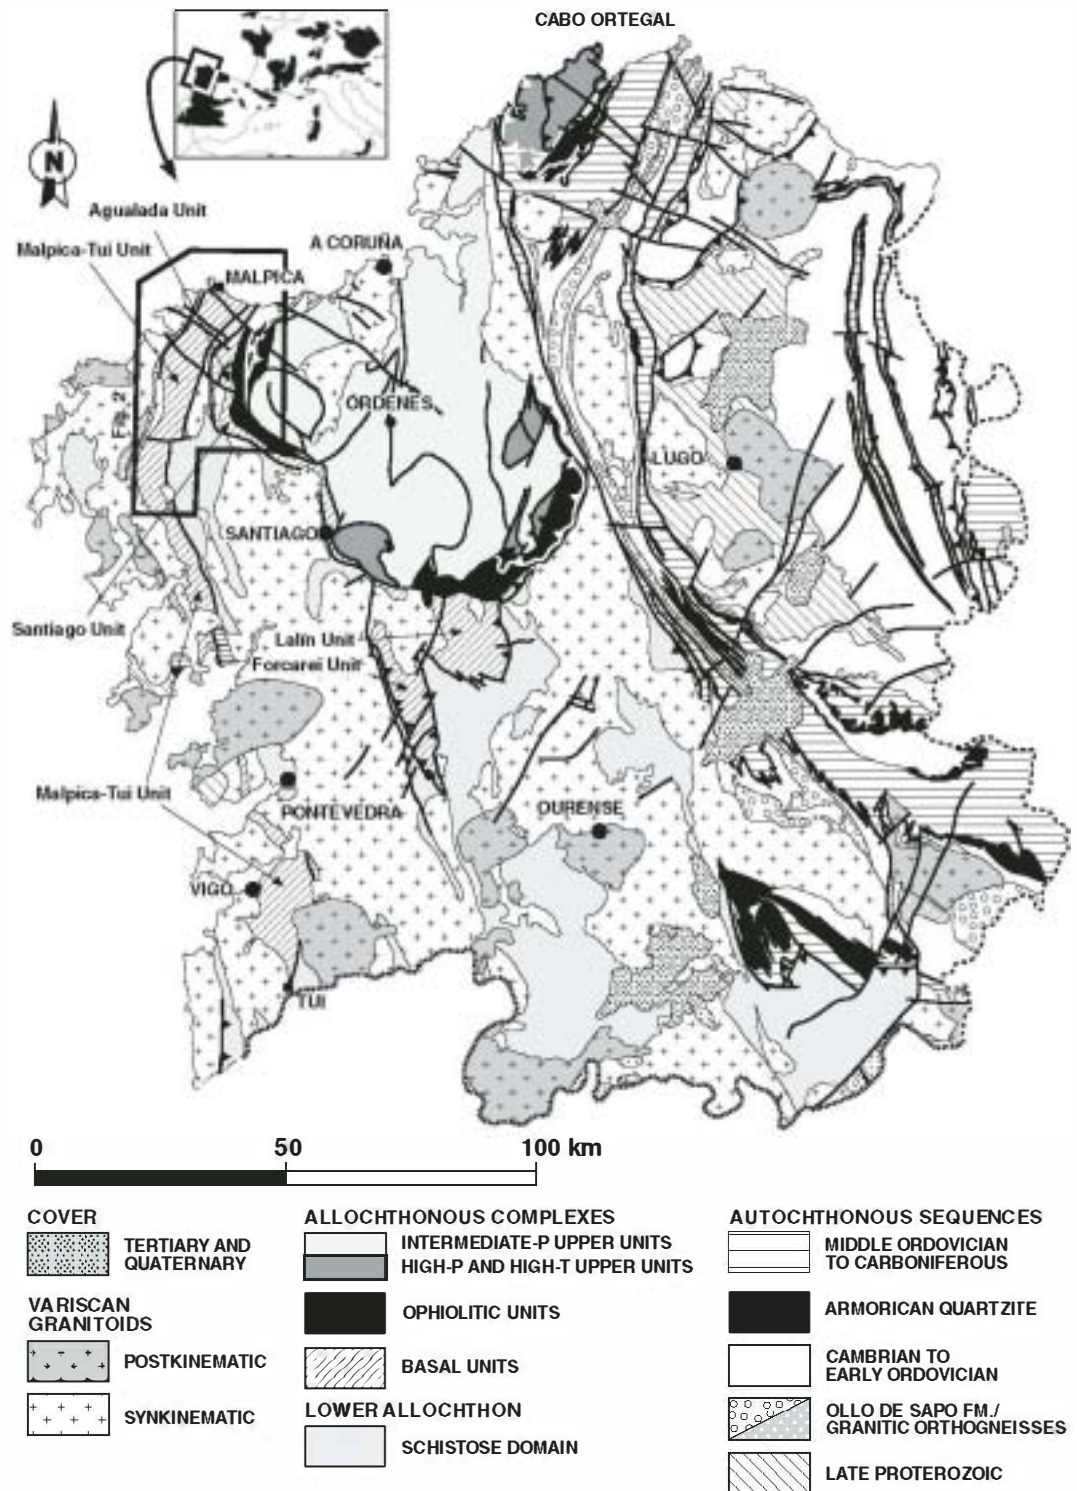 CABO ORTEGAL
N
Agualada Unit
Malpica-Tui Unit
A CORUÑA
MALPICA
Fig. 2
ÓRDENES
LUGO
SANTIAGO
Santiago Unit
Lalín Unit
Forcarei Unit
Malpica-Tui Unit
PONTEVEDRA
OURENSE
VIGO
TUI
0 50 100 km
COVER
TERTIARY AND
QUATERNARY
VARISCAN
GRANITOIDS
POSTKINEMATIC
SYNKINEMATIC
ALLOCHTHONOUS COMPLEXES
INTERMEDIATE-P UPPER UNITS
HIGH-P AND HIGH-T UPPER UNITS
OPHIOLITIC UNITS
BASAL UNITS
LOWER ALLOCHTHON
SCHISTOSE DOMAIN
AUTOCHTHONOUS SEQUENCES
MIDDLE ORDOVICIAN
TO CARBONIFEROUS
ARMORICAN QUARTZITE
CAMBRIAN TO
EARLY ORDOVICIAN
OLLO DE SAPO FM./
GRANITIC ORTHOGNEISSES
LATE PROTEROZOIC